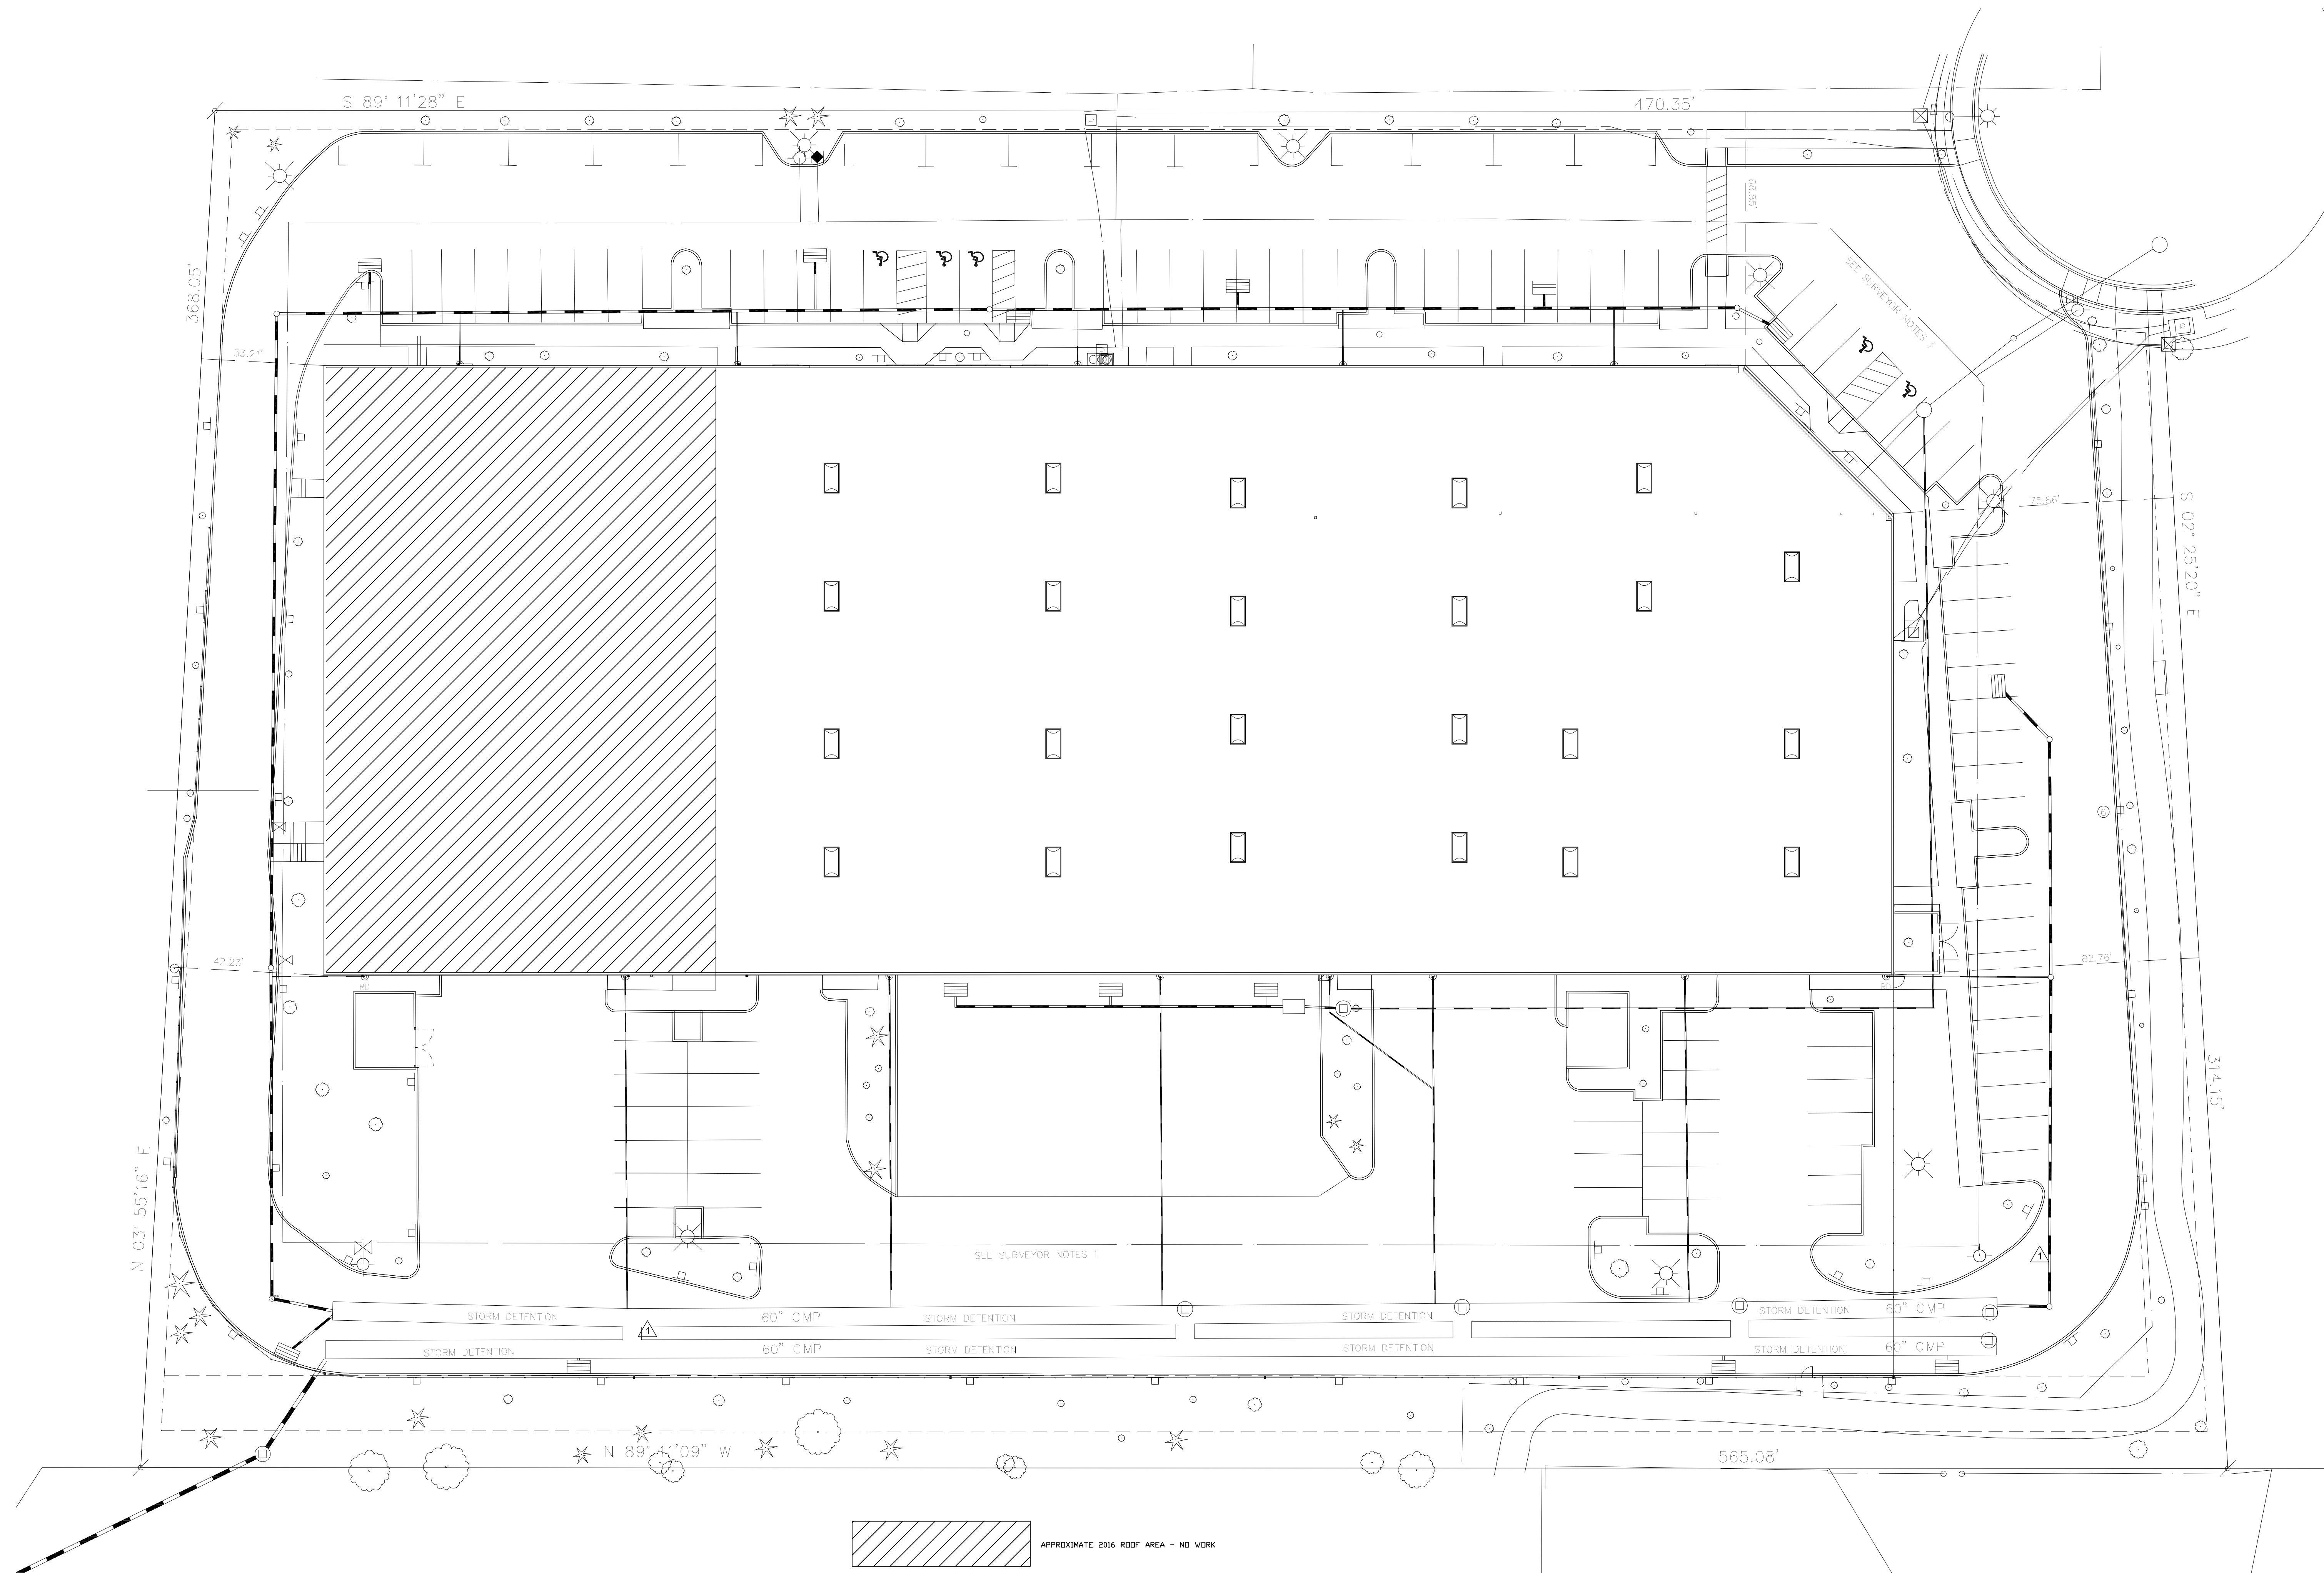 S 89° 11'28" E
470.35'
P
68.85'
368.05'
SEE SURVEYOR NOTES 1
P
33.21'
75.86'
S 02° 25'20" E
G
42.23'
82.76'
RD
RD
314.15'
N 03° 55'16" E
SEE SURVEYOR NOTES 1
1
STORM DETENTION
60" CMP
STORM DETENTION
STORM DETENTION
STORM DETENTION
60" CMP
1
STORM DETENTION
60" CMP
STORM DETENTION
STORM DETENTION
STORM DETENTION
60" CMP
N 89° 11'09" W
565.08'
APPROXIMATE 2016 ROOF AREA - NO WORK